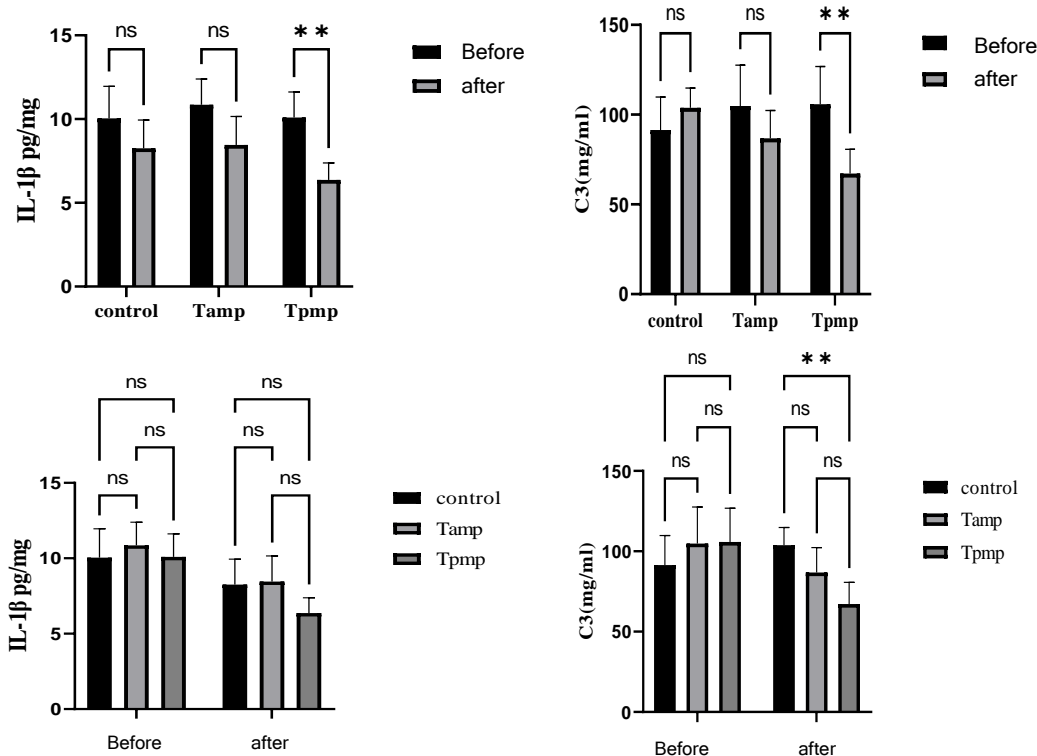 ns ns ** Before
after
15
10
5
0
IL-1β pg/mg
control Tamp Tpmp
ns ns ** Before
after
150
100
50
0
C3(mg/ml)
control Tamp Tpmp
ns ns
ns ns
ns ns
15
10
5
0
IL-1β pg/mg
control
Tamp
Tpmp
Before after
ns **
ns ns
ns ns
150
100
50
0
C3(mg/ml)
control
Tamp
Tpmp
Before after